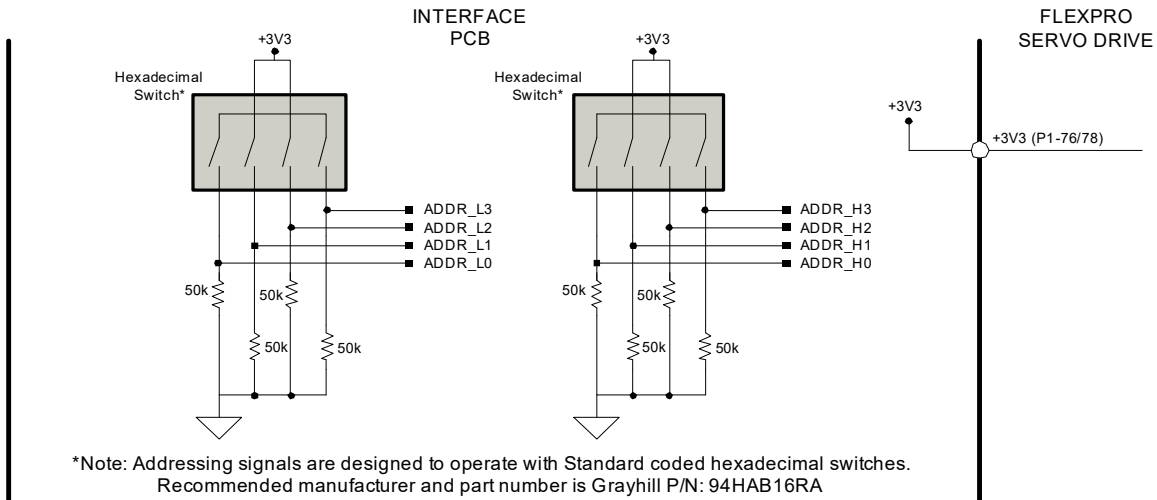 INTERFACE
PCB
FLEXPRO
SERVO DRIVE
+3V3
Hexadecimal
Switch*
ADDR_L3
ADDR_L2
ADDR_L1
ADDR_L0
50k
50k
50k
50k
+3V3
Hexadecimal
Switch*
ADDR_H3
ADDR_H2
ADDR_H1
ADDR_H0
50k
50k
50k
50k
+3V3
+3V3 (P1-76/78)
*Note: Addressing signals are designed to operate with Standard coded hexadecimal switches.
Recommended manufacturer and part number is Grayhill P/N: 94HAB16RA